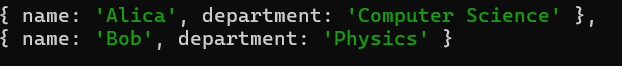 { name: 'Alica', department: 'Computer Science' },
{ name: 'Bob', department: 'Physics' }